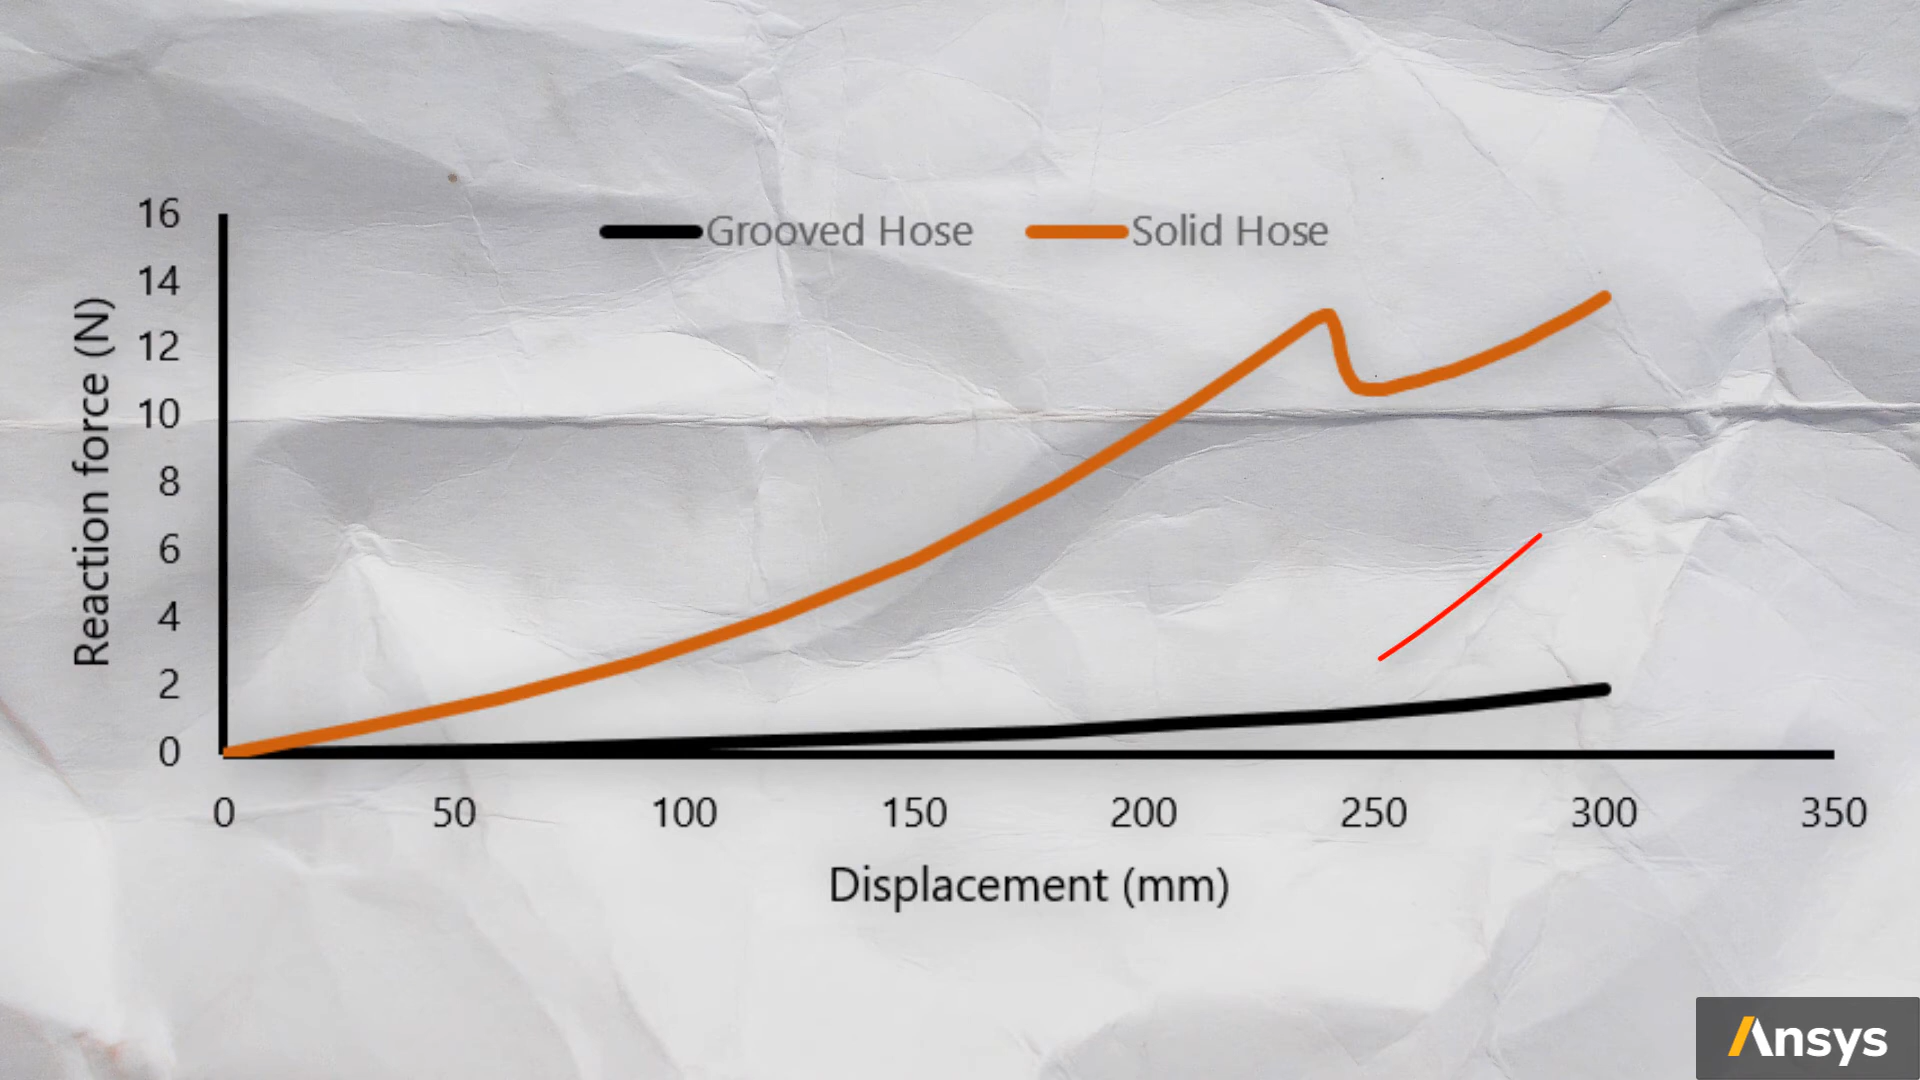 16
14
12
10
8
6
4
2
0
Reaction force (N)
Grooved Hose
Solid Hose
0 50 100 150 200 250 300 350
Displacement (mm)
Ansys